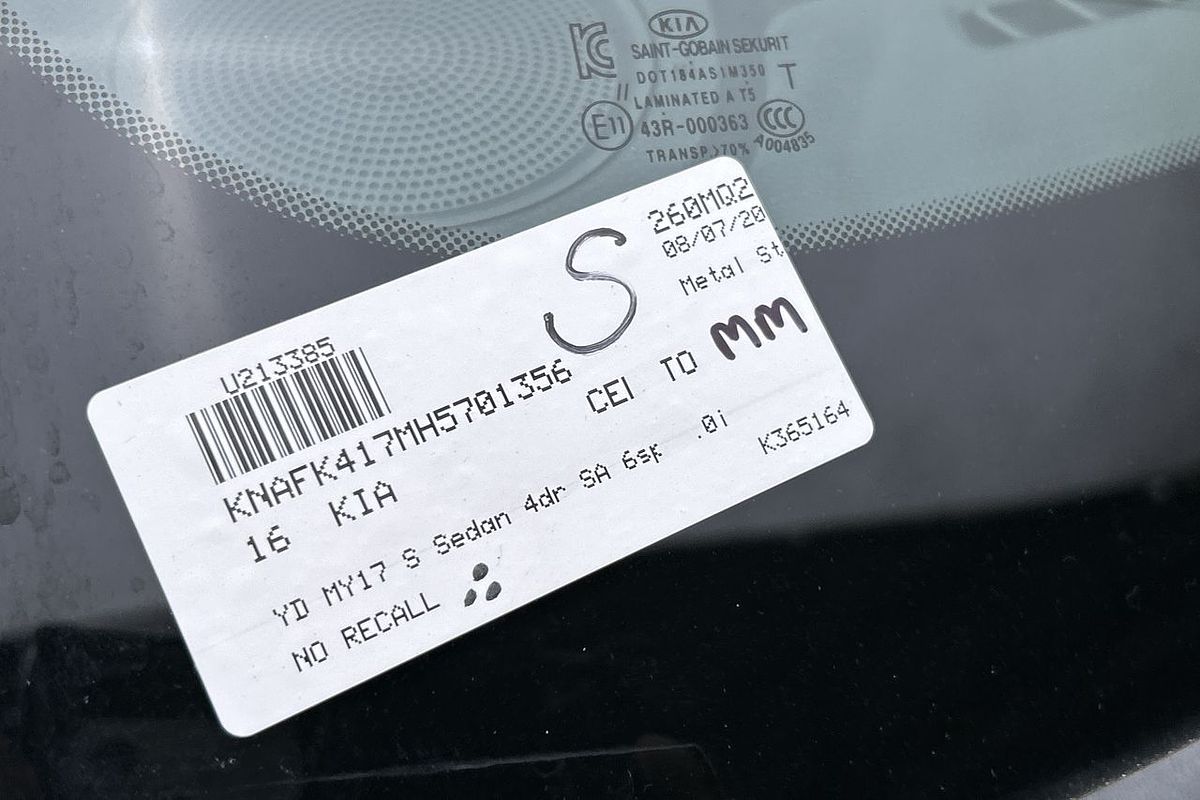 KIA
SAINT-GOBAIN SEKURIT
DOT184AS1M350 T
LAMINATED A T5
E11 43R-000363 CCC
TRANSP.>70% A004835
260MQ2
08/07/20
S
Metal St
U213385
MM
KNAFK417MH5701356
CEI TO
16 KIA
YD MY17 S Sedan 4dr SA 6sp .0i
K365164
NO RECALL